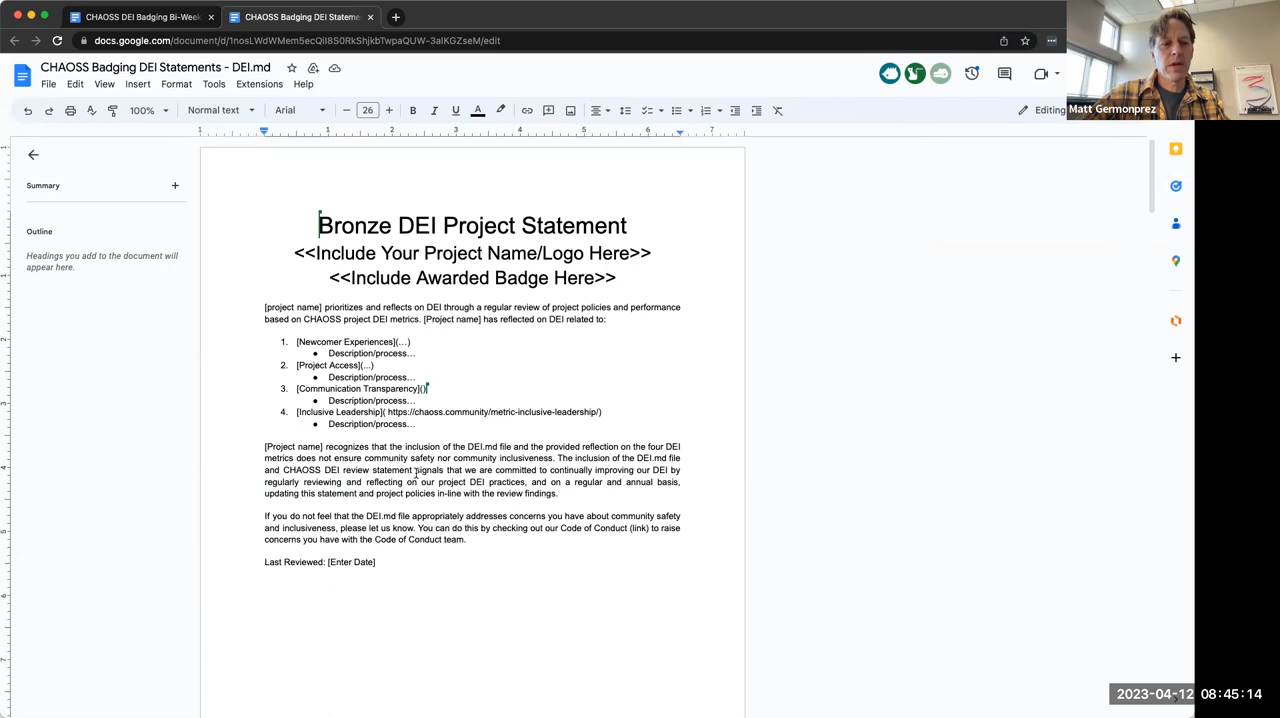 CHAOSS DEI Badging Bi-Week
CHAOSS Badging DEI Stateme
docs.google.com/document/d/1nosLWdWMem5ecQiI8S0RkShjkbTwpaQUW-3aIKGZseM/edit
CHAOSS Badging DEI Statements - DEI.md
File Edit View Insert Format Tools Extensions Help
100% Normal text Arial 26 B I U A Editing
Matt Germonprez
1 1 2 3 4 5 6 7
Summary
Outline
Headings you add to the document will
appear here.
Bronze DEI Project Statement
<<Include Your Project Name/Logo Here>>
<<Include Awarded Badge Here>>
[project name] prioritizes and reflects on DEI through a regular review of project policies and performance
based on CHAOSS project DEI metrics. [Project name] has reflected on DEI related to:
1. [Newcomer Experiences](…)
● Description/process…
2. [Project Access](...)
● Description/process…
3. [Communication Transparency]()
● Description/process…
4. [Inclusive Leadership]( https://chaoss.community/metric-inclusive-leadership/)
● Description/process…
[Project name] recognizes that the inclusion of the DEI.md file and the provided reflection on the four DEI
metrics does not ensure community safety nor community inclusiveness. The inclusion of the DEI.md file
and CHAOSS DEI review statement signals that we are committed to continually improving our DEI by
regularly reviewing and reflecting on our project DEI practices, and on a regular and annual basis,
updating this statement and project policies in-line with the review findings.
If you do not feel that the DEI.md file appropriately addresses concerns you have about community safety
and inclusiveness, please let us know. You can do this by checking out our Code of Conduct (link) to raise
concerns you have with the Code of Conduct team.
Last Reviewed: [Enter Date]
2023-04-12 08:45:14